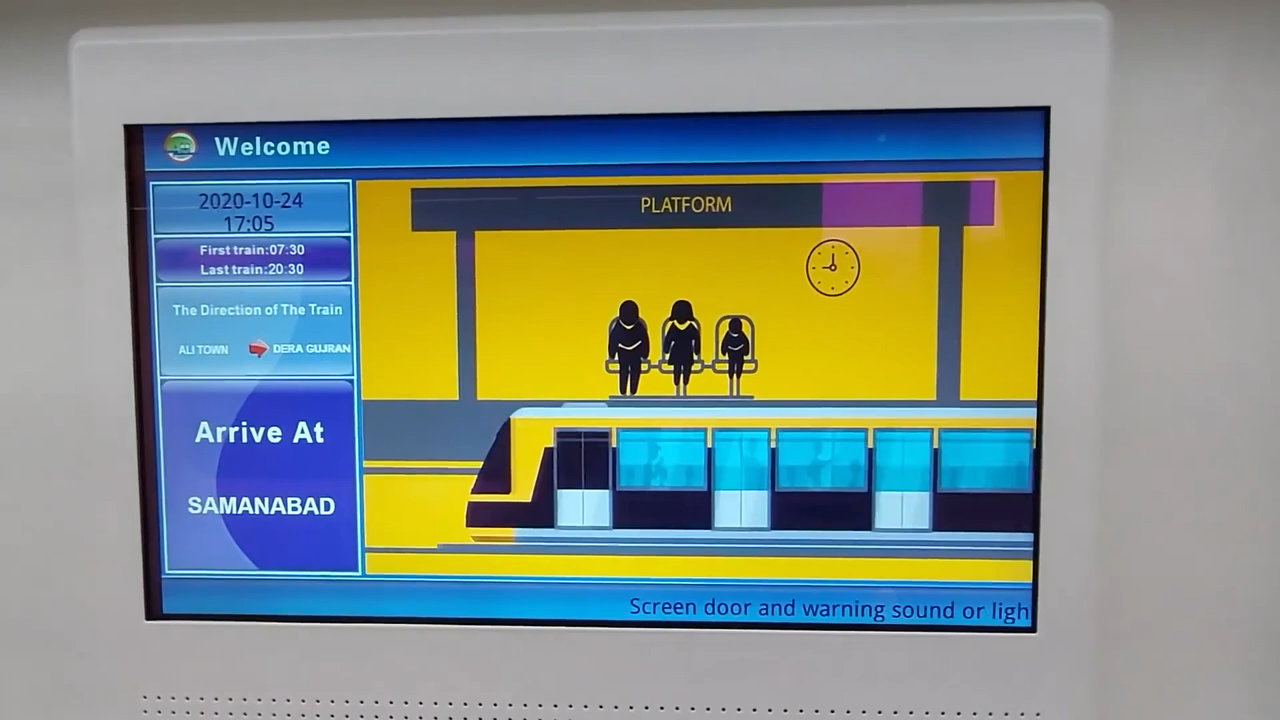 Welcome
2020-10-24
17:05
First train:07:30
Last train:20:30
The Direction of The Train
ALI TOWN DERA GUJRAN
Arrive At
SAMANABAD
PLATFORM
Screen door and warning sound or ligh